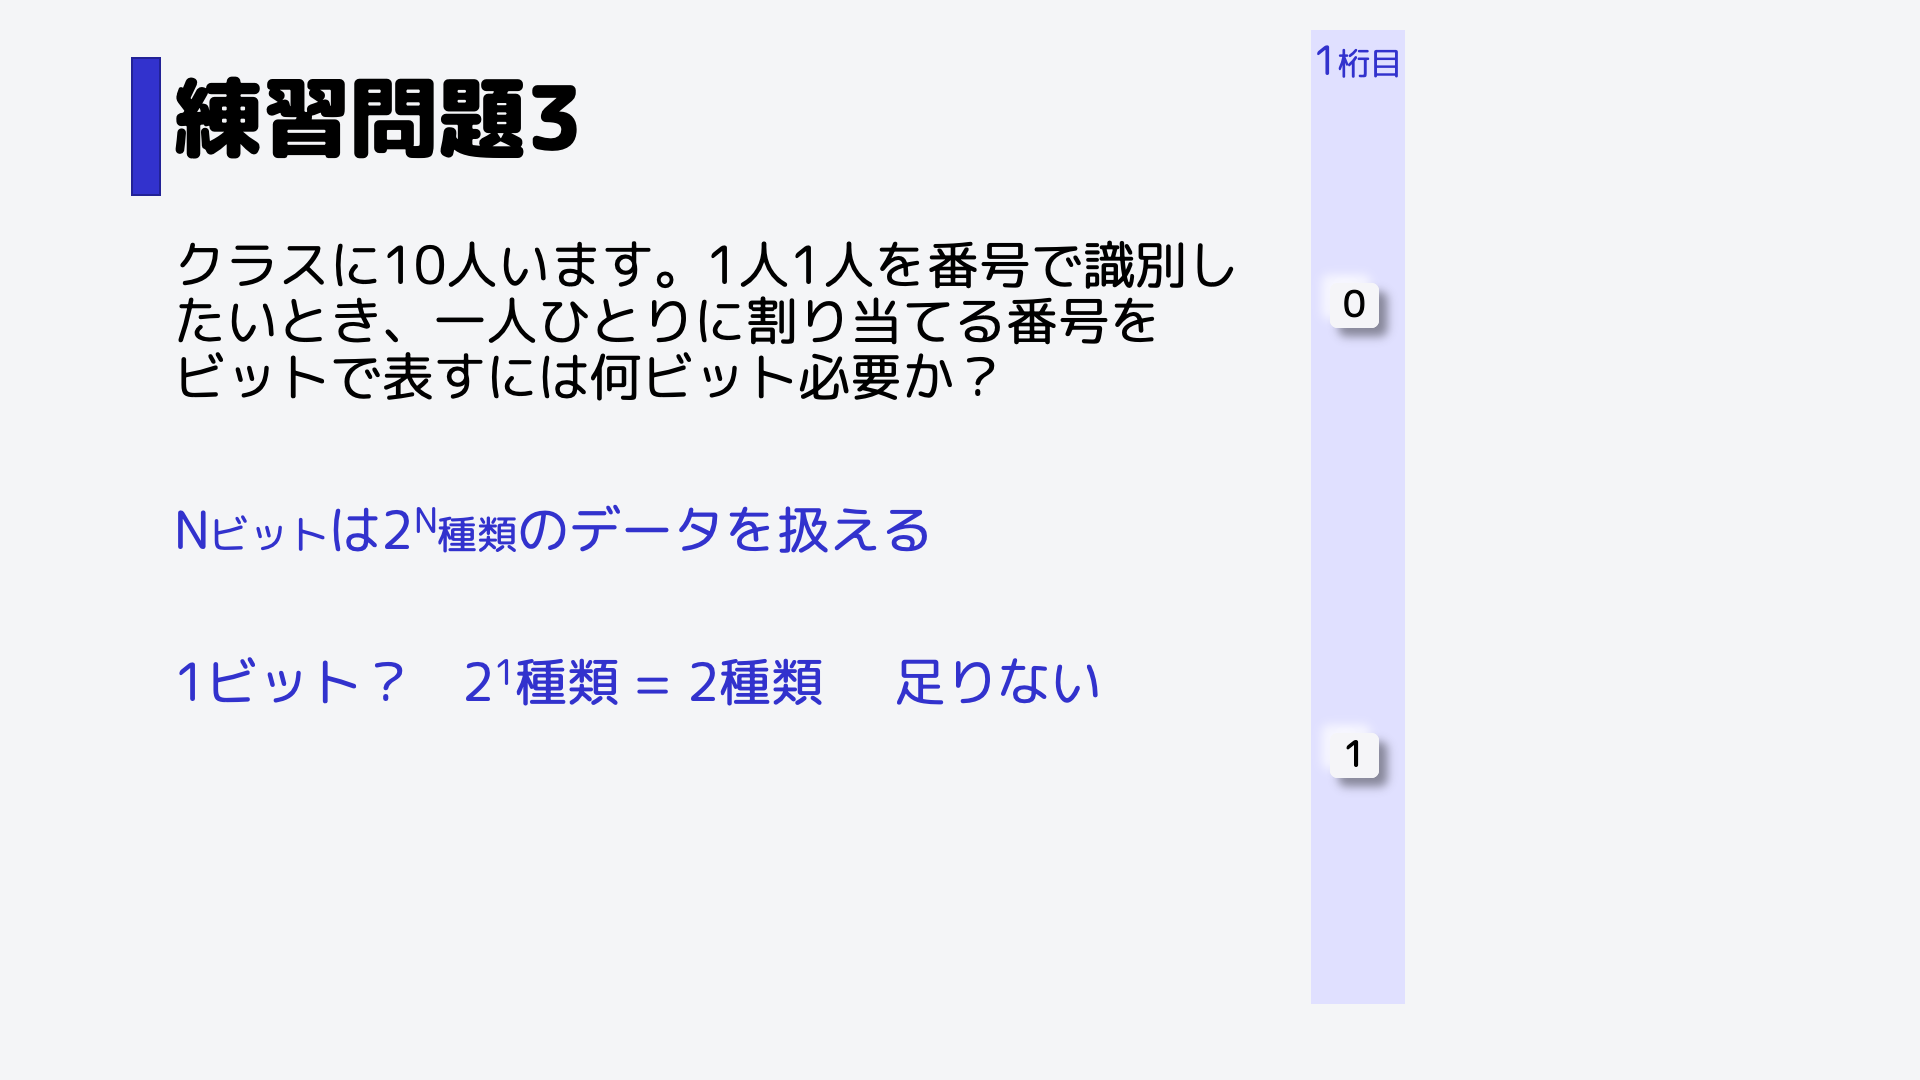 練習問題3
クラスに10人います。1人1人を番号で識別し
たいとき、一人ひとりに割り当てる番号を
ビットで表すには何ビット必要か？
Nビットは2ᴺ種類のデータを扱える
1ビット？　2¹種類 = 2種類　足りない
1桁目
0
1